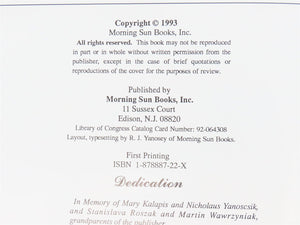 Copyright © 1993
Morning Sun Books, Inc.
All rights reserved. This book may not be reproduced
in part or in whole without written permission from the
publisher, except in the case of brief quotations or
reproductions of the cover for the purposes of review.
Published by
Morning Sun Books, Inc.
11 Sussex Court
Edison, N.J. 08820
Library of Congress Catalog Card Number: 92-064308
Layout, typesetting by R. J. Yanosey of Morning Sun Books.
First Printing
ISBN 1-878887-22-X
Dedication
In Memory of Mary Kalapis and Nicholaus Yanoscsik,
and Stanislava Roszak and Martin Wawrzyniak,
grandparents of the publisher.